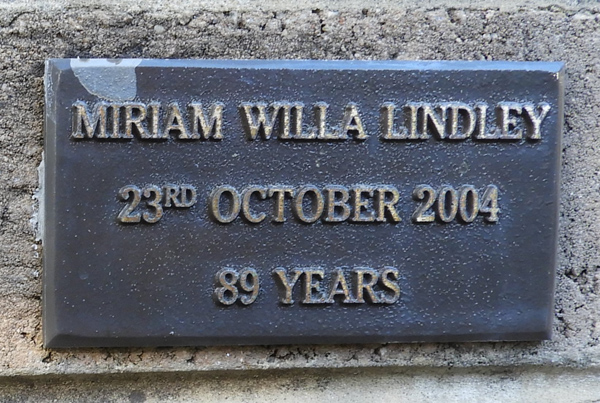 MIRIAM WILLA LINDLEY
23RD OCTOBER 2004
89 YEARS